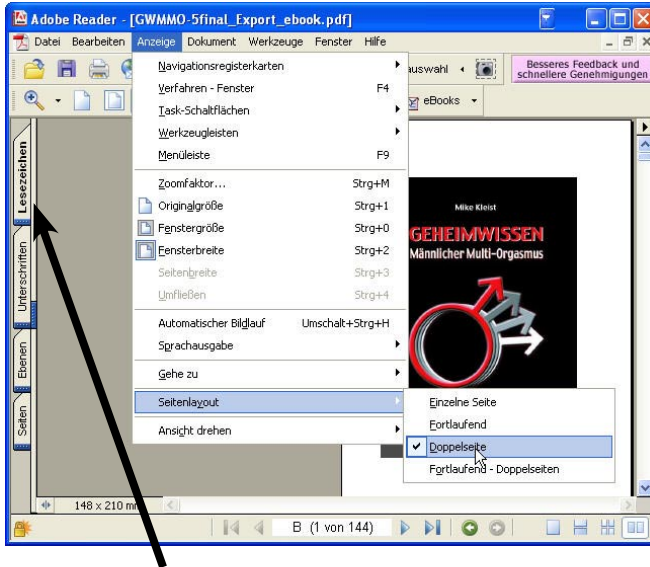 Adobe Reader - [GWMMO-5final_Export_ebook.pdf]
Datei Bearbeiten Anzeige Dokument Werkzeuge Fenster Hilfe
Navigationsregisterkarten
Verfahren - Fenster F4
Task-Schaltflächen
Werkzeugleisten
Menüleiste F9
Zoomfaktor... Strg+M
Originalgröße Strg+1
Fenstergröße Strg+0
Fensterbreite Strg+2
Seitenbreite Strg+3
Umfließen Strg+4
Automatischer Bildlauf Umschalt+Strg+H
Sprachausgabe
Gehe zu
Seitenlayout
Ansicht drehen
Einzelne Seite
Fortlaufend
Doppelseite
Fortlaufend - Doppelseiten
auswahl
Besseres Feedback und
schnellere Genehmigungen
eBooks
Lesezeichen
Unterschriften
Ebenen
Seiten
Mike Kleist
GEHEIMWISSEN
Männlicher Multi-Orgasmus
148 x 210 m
B (1 von 144)